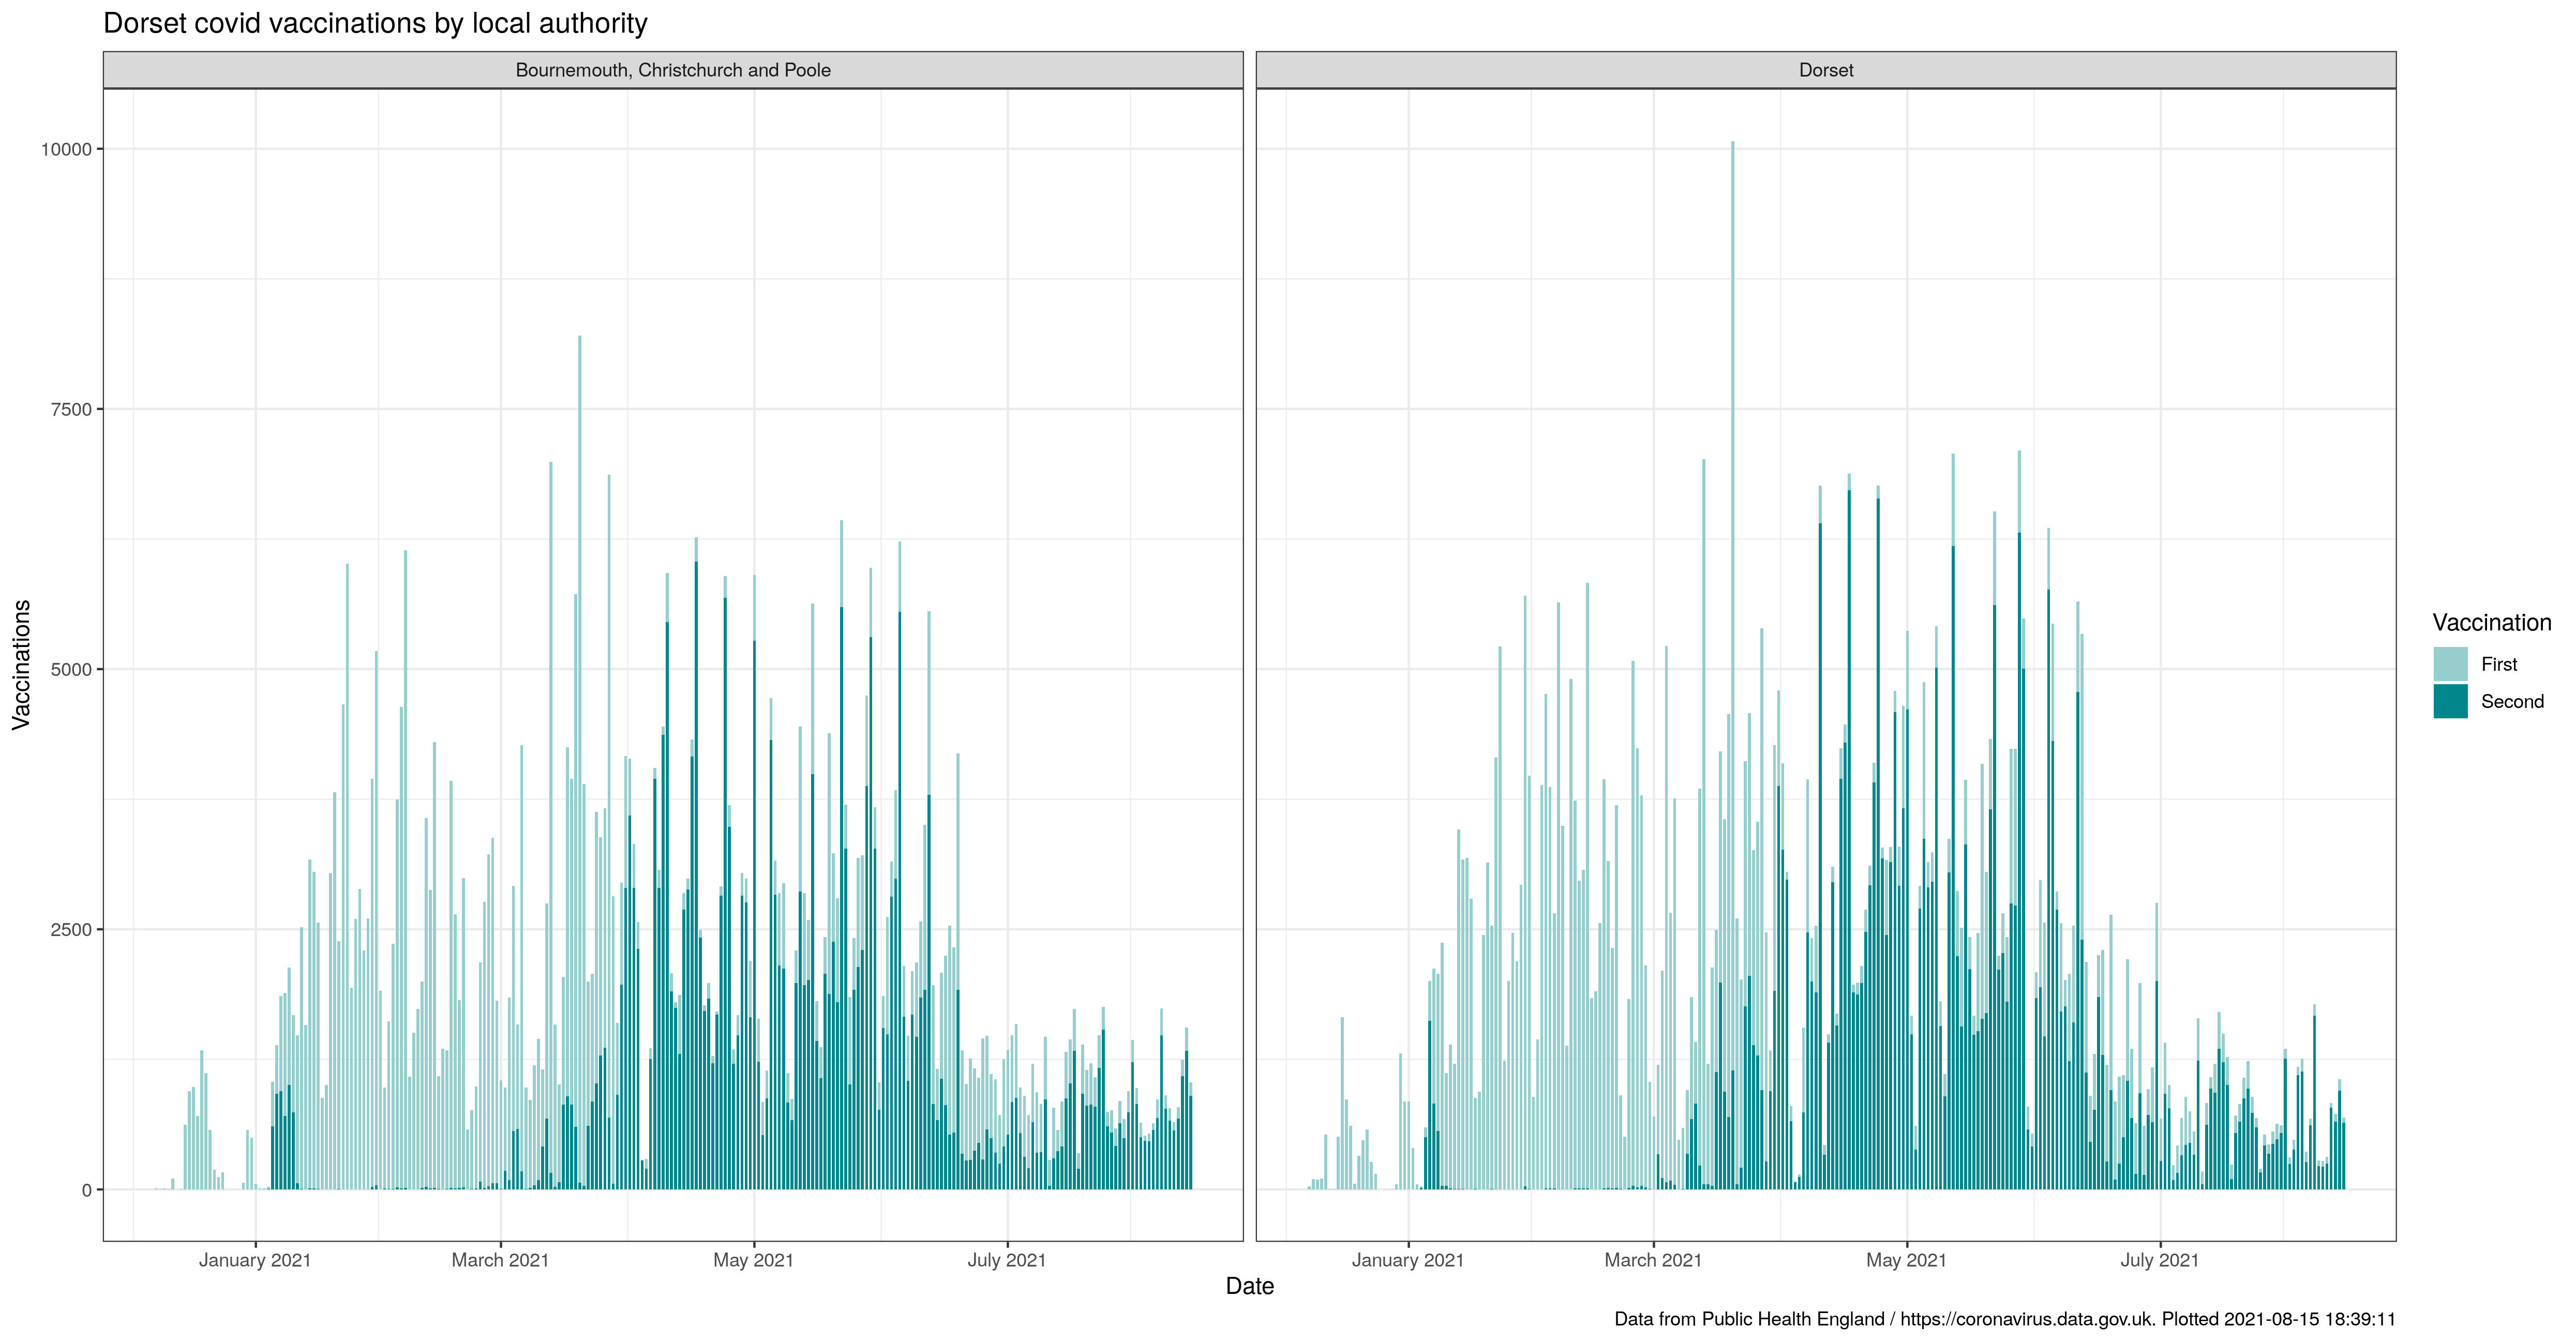 Dorset covid vaccinations by local authority
Bournemouth, Christchurch and Poole
Dorset
10000
7500
5000
2500
0
Vaccinations
January 2021
March 2021
May 2021
July 2021
January 2021
March 2021
May 2021
July 2021
Date
Vaccination
First
Second
Data from Public Health England / https://coronavirus.data.gov.uk. Plotted 2021-08-15 18:39:11